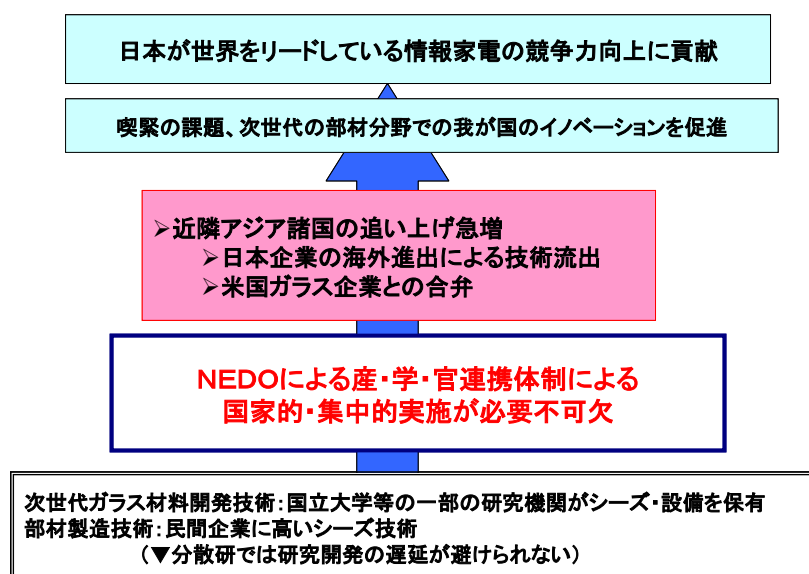 日本が世界をリードしている情報家電の競争力向上に貢献
喫緊の課題、次世代の部材分野での我が国のイノベーションを促進
➢近隣アジア諸国の追い上げ急増
➢日本企業の海外進出による技術流出
➢米国ガラス企業との合弁
NEDOによる産・学・官連携体制による
国家的・集中的実施が必要不可欠
次世代ガラス材料開発技術：国立大学等の一部の研究機関がシーズ・設備を保有
部材製造技術：民間企業に高いシーズ技術
（▼分散研では研究開発の遅延が避けられない）